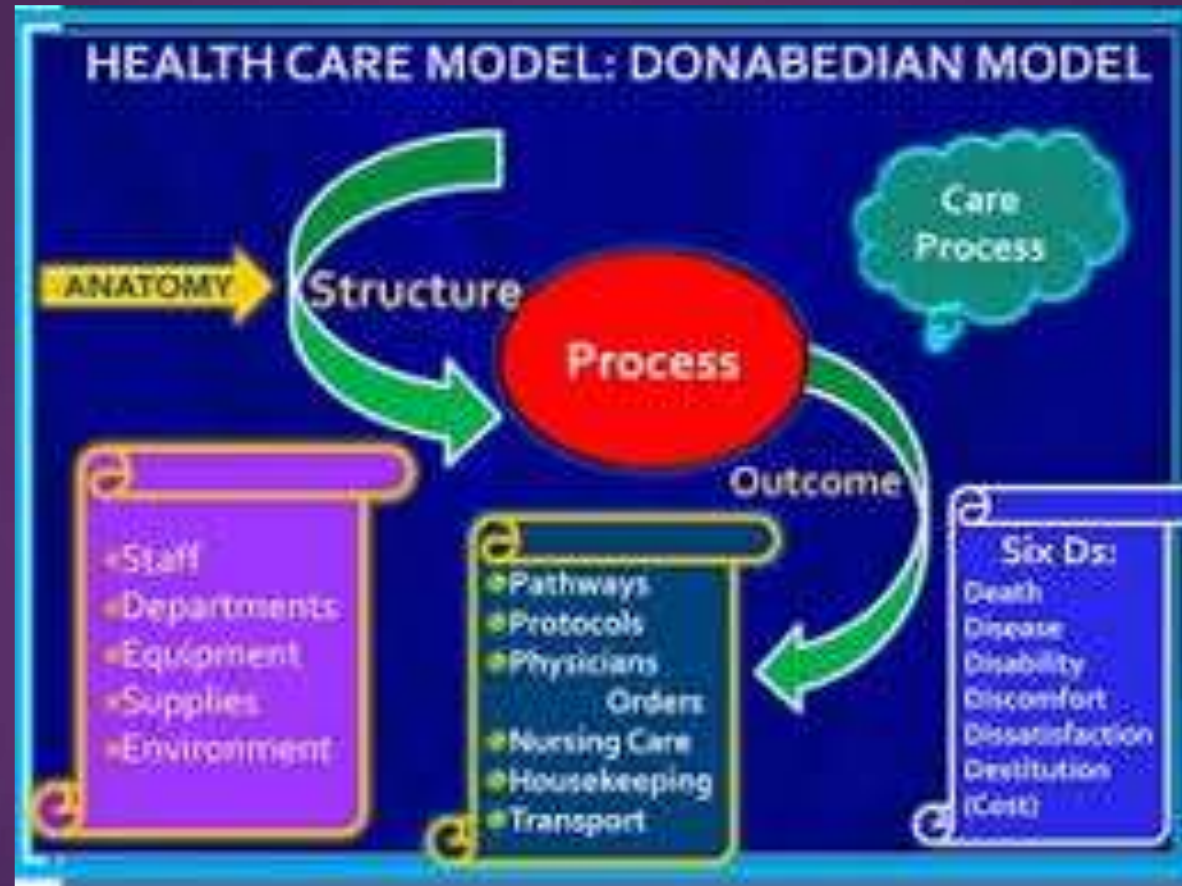 HEALTH CARE MODEL: DONABEDIAN MODEL
Care
Process
ANATOMY
Structure
Process
Outcome
Staff
Departments
Equipment
Supplies
Environment
Pathways
Protocols
Physicians
Orders
Nursing Care
Housekeeping
Transport
Six Ds:
Death
Disease
Disability
Discomfort
Dissatisfaction
Destitution
(Cost)